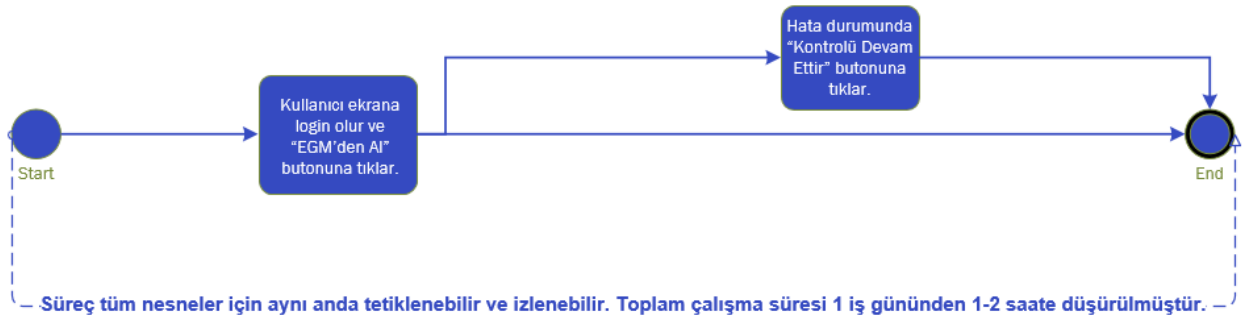 Hata durumunda
“Kontrolü Devam
Ettir” butonuna
tıklar.
Kullanıcı ekrana
login olur ve
“EGM’den Al”
butonuna tıklar.
Start
End
Süreç tüm nesneler için aynı anda tetiklenebilir ve izlenebilir. Toplam çalışma süresi 1 iş gününden 1-2 saate düşürülmüştür.